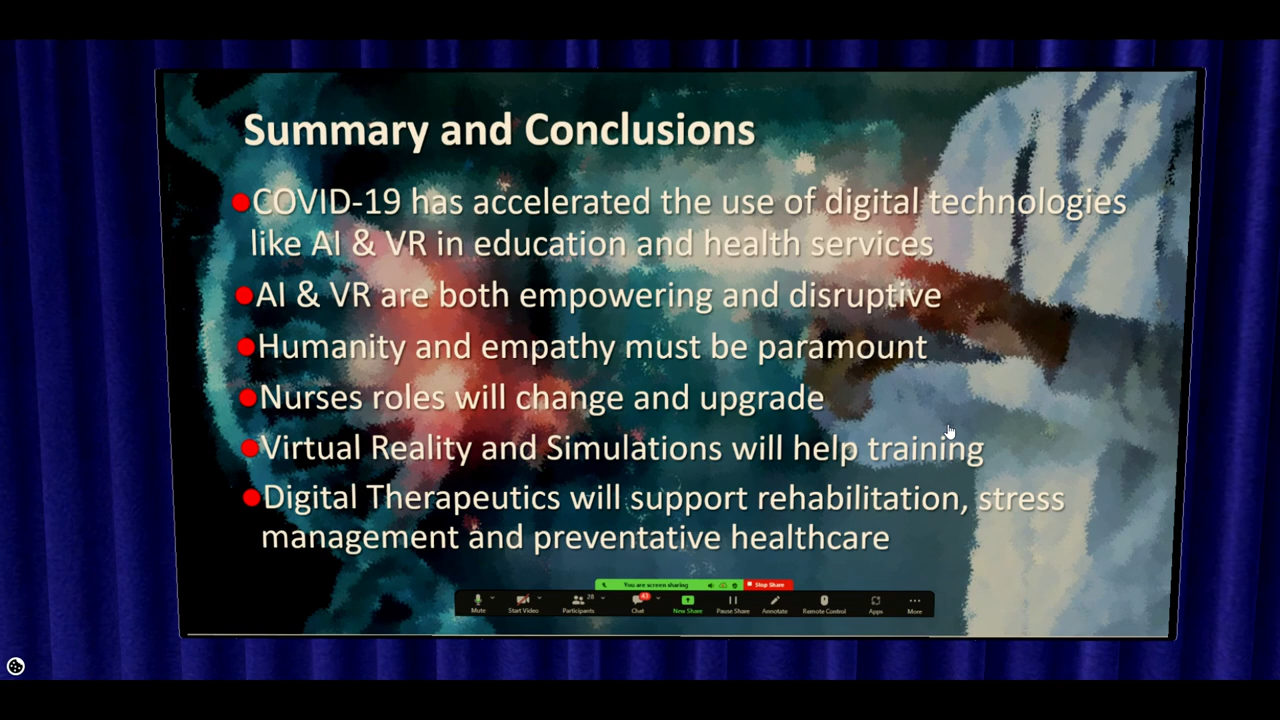 Summary and Conclusions
COVID-19 has accelerated the use of digital technologies
like AI & VR in education and health services
AI & VR are both empowering and disruptive
Humanity and empathy must be paramount
Nurses roles will change and upgrade
Virtual Reality and Simulations will help training
Digital Therapeutics will support rehabilitation, stress
management and preventative healthcare
You are screen sharing
Stop Share
28
43
Mute
Start Video
Participants
Chat
New Share
Pause Share
Annotate
Remote Control
Apps
More